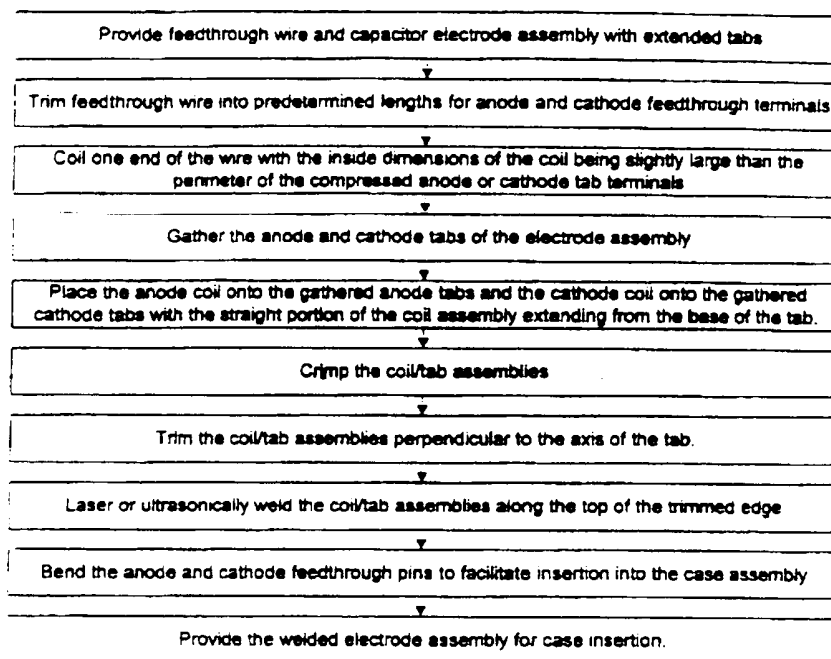 Provide feedthrough wire and capacitor electrode assembly with extended tabs
Trim feedthrough wire into predetermined lengths for anode and cathode feedthrough terminals
Coil one end of the wire with the inside dimensions of the coil being slightly large than the
perimeter of the compressed anode or cathode tab terminals
Gather the anode and cathode tabs of the electrode assembly
Place the anode coil onto the gathered anode tabs and the cathode coil onto the gathered
cathode tabs with the straight portion of the coil assembly extending from the base of the tab.
Crimp the coil/tab assemblies
Trim the coil/tab assemblies perpendicular to the axis of the tab.
Laser or ultrasonically weld the coil/tab assemblies along the top of the trimmed edge
Bend the anode and cathode feedthrough pins to facilitate insertion into the case assembly
Provide the welded electrode assembly for case insertion.